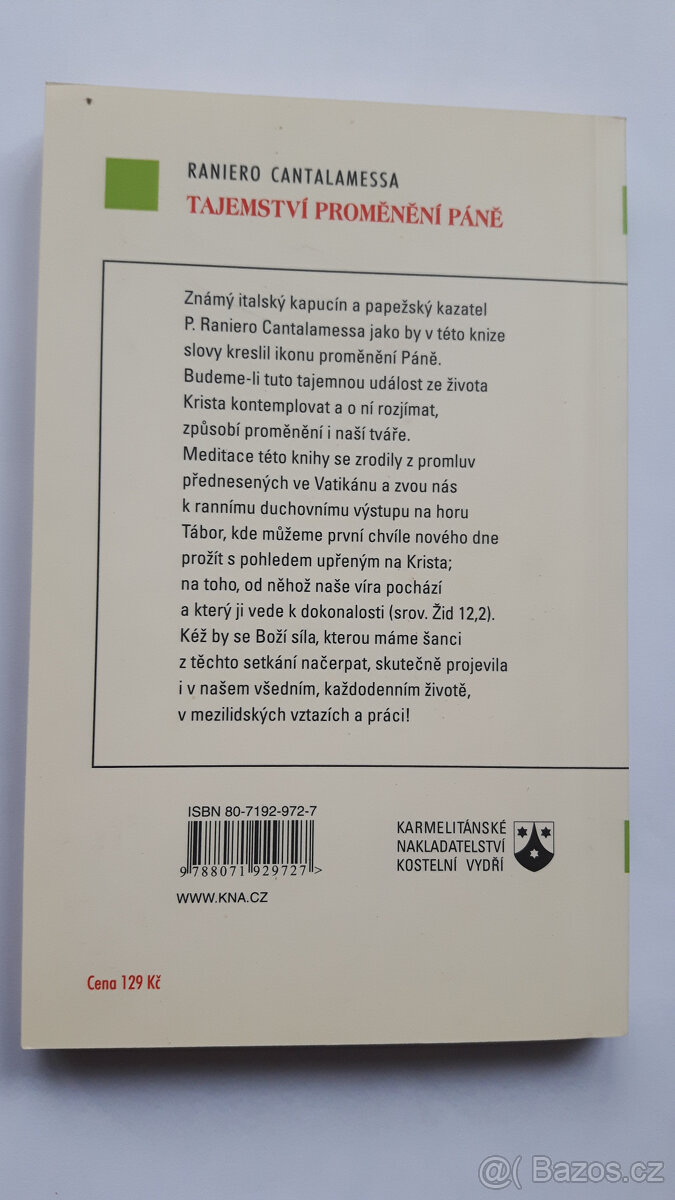 RANIERO CANTALAMESSA
TAJEMSTVÍ PROMĚNĚNÍ PÁNĚ
Známý italský kapucín a papežský kazatel
P. Raniero Cantalamessa jako by v této knize
slovy kreslil ikonu proměnění Páně.
Budeme-li tuto tajemnou událost ze života
Krista kontemplovat a o ní rozjímat,
způsobí proměnění i naší tváře.
Meditace této knihy se zrodily z promluv
přednesených ve Vatikánu a zvou nás
k rannímu duchovnímu výstupu na horu
Tábor, kde můžeme první chvíle nového dne
prožít s pohledem upřeným na Krista;
na toho, od něhož naše víra pochází
a který ji vede k dokonalosti (srov. Žid 12,2).
Kéž by se Boží síla, kterou máme šanci
z těchto setkání načerpat, skutečně projevila
i v našem všedním, každodenním životě,
v mezilidských vztazích a práci!
ISBN 80-7192-972-7
9 788071 929727 >
WWW.KNA.CZ
KARMELITÁNSKÉ
NAKLADATELSTVÍ
KOSTELNÍ VYDŘÍ
Cena 129 Kč
@( Bazos.cz